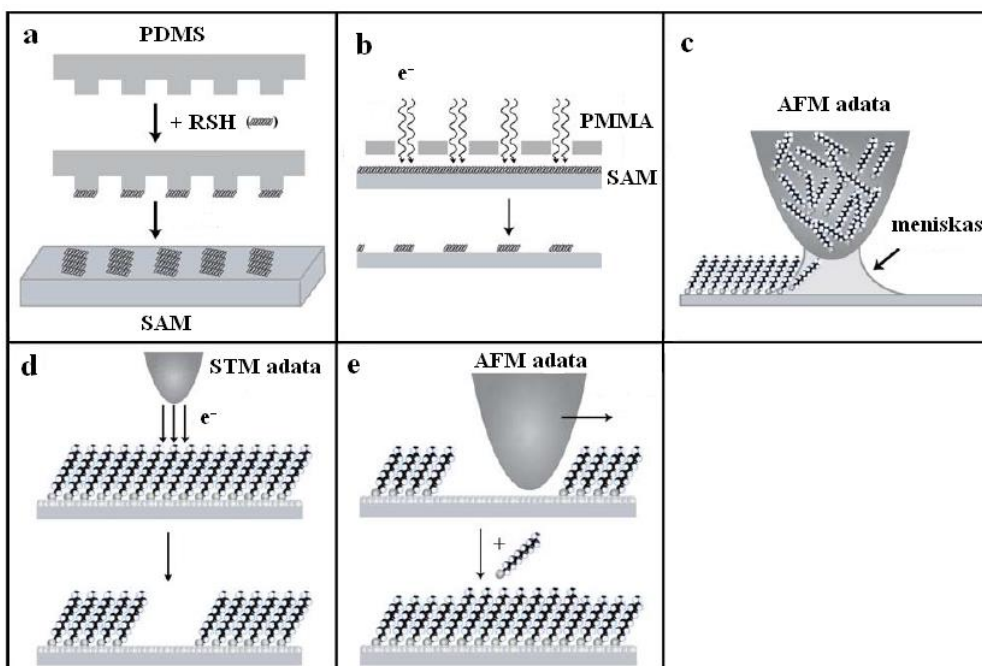 a
PDMS
+ RSH ( )
SAM
b
e⁻
PMMA
SAM
c
AFM adata
meniskas
d
STM adata
e⁻
e
AFM adata
+